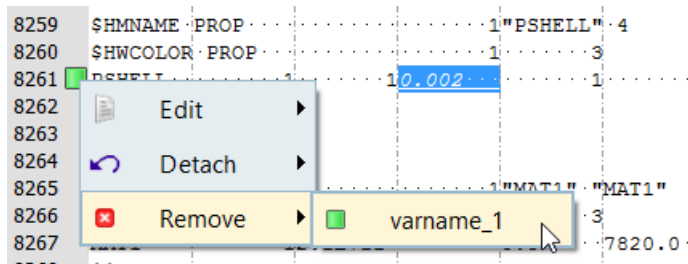 8259 $HMNAME PROP 1"PSHELL" 4
8260 $HWCOLOR PROP 1 3
8261 PSHELL 1 10.002 1
8262 Edit
8263
8264 Detach
8265 1"MAT1" "MAT1"
8266 Remove varname_1 3
8267 7820.0